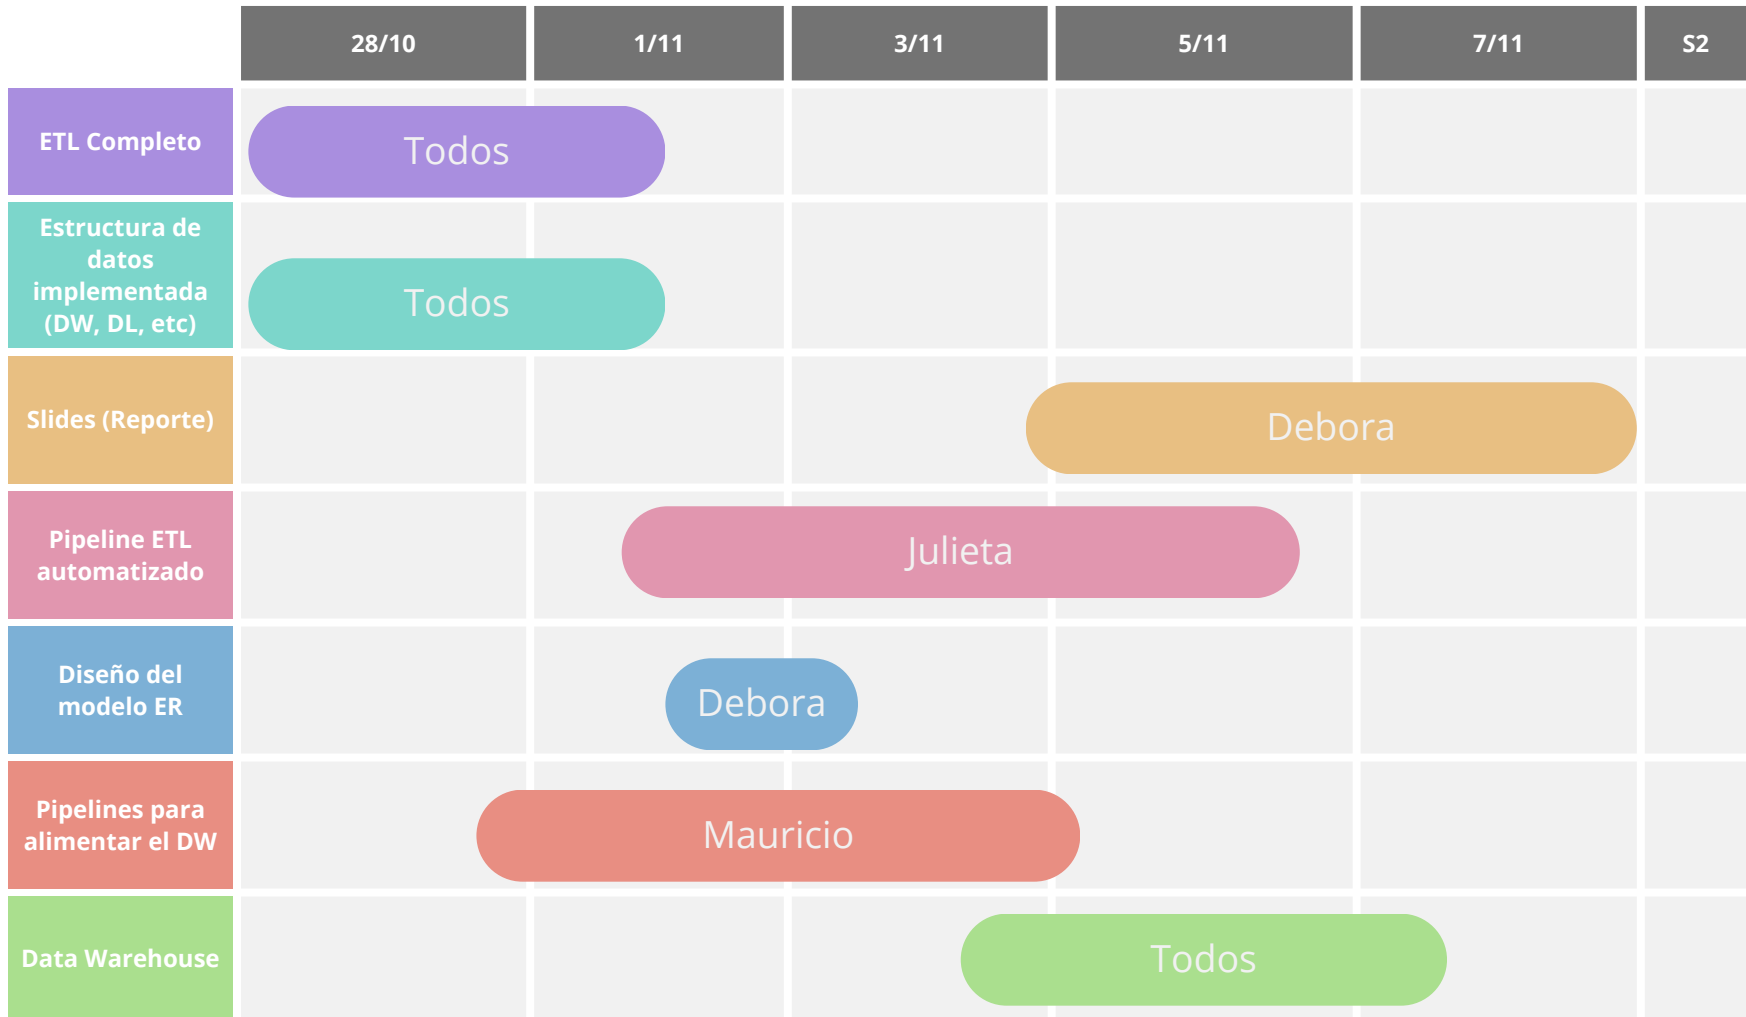 28/10 1/11 3/11 5/11 7/11 S2
ETL Completo
Todos
Estructura de
datos
implementada
(DW, DL, etc)
Todos
Slides (Reporte)
Debora
Pipeline ETL
automatizado
Julieta
Diseño del
modelo ER
Debora
Pipelines para
alimentar el DW
Mauricio
Data Warehouse
Todos